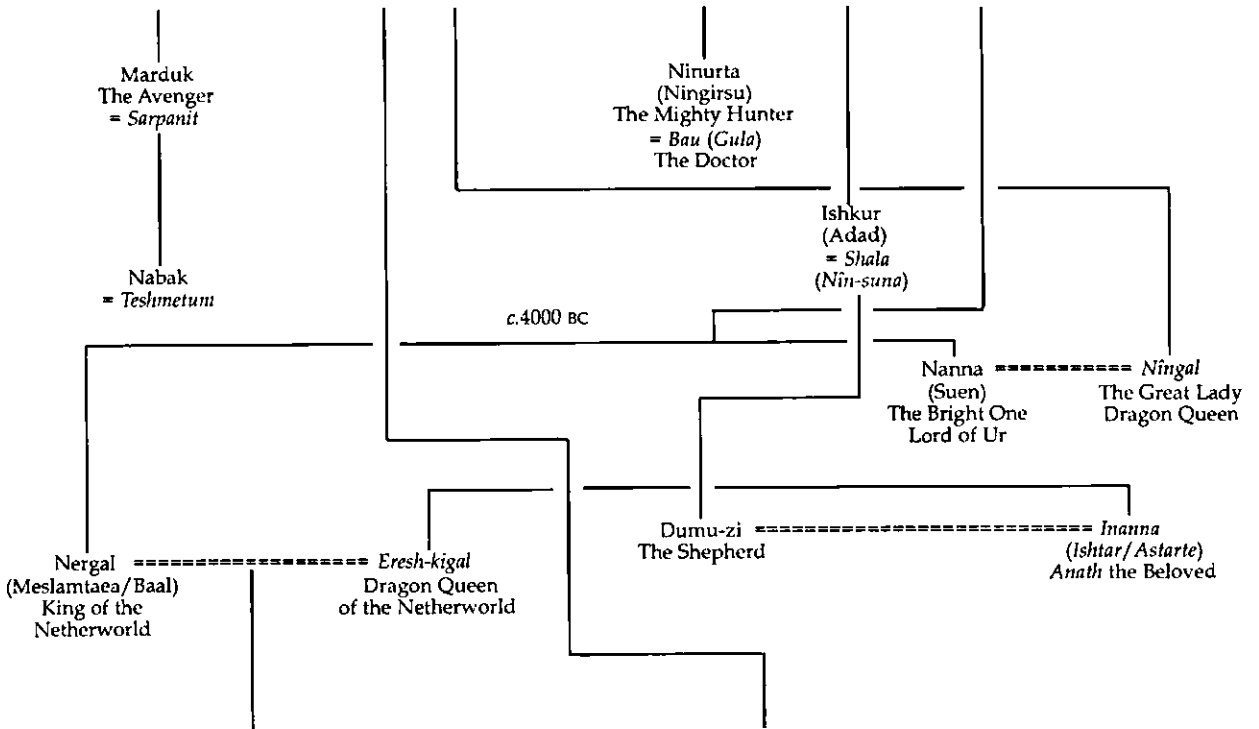 Marduk
The Avenger
= Sarpanit
Ninurta
(Ningirsu)
The Mighty Hunter
= Bau (Gula)
The Doctor
Ishkur
(Adad)
= Shala
(Nîn-suna)
Nabak
= Teshmetum
c.4000 BC
Nanna =========== Nîngal
(Suen)
The Bright One
Lord of Ur
The Great Lady
Dragon Queen
Dumu-zi ========================== Inanna
The Shepherd
(Ishtar/Astarte)
Anath the Beloved
Nergal ================== Eresh-kigal
(Meslamtaea/Baal)
King of the
Netherworld
Dragon Queen
of the Netherworld